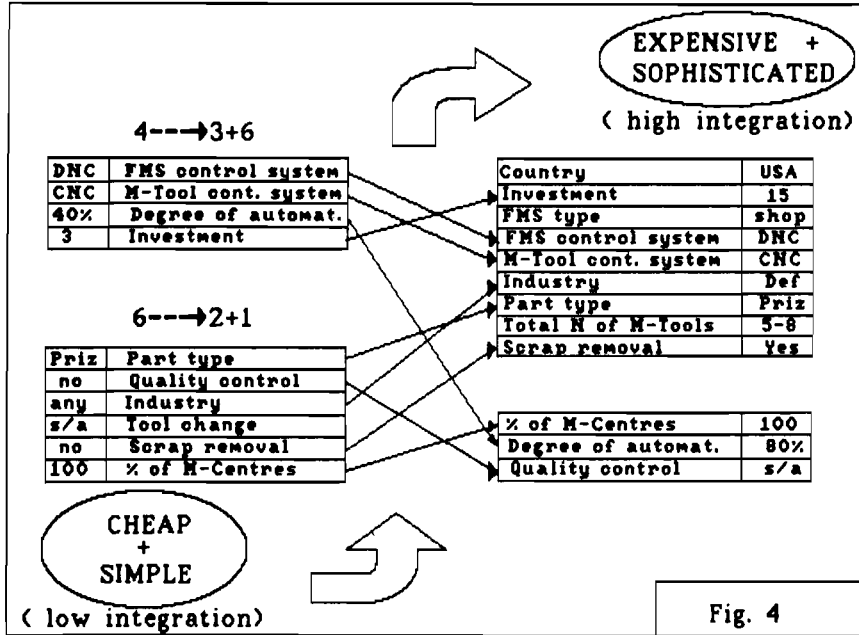 EXPENSIVE +
SOPHISTICATED
( high integration)
4--->3+6
DNC FMS control system
CNC M-Tool cont. system
40% Degree of automat.
3 Investment
Country USA
Investment 15
FMS type shop
FMS control system DNC
M-Tool cont. system CNC
Industry Def
Part type Priz
Total N of M-Tools 5-8
Scrap removal Yes
6--->2+1
Priz Part type
no Quality control
any Industry
s/a Tool change
no Scrap removal
100 % of M-Centres
% of M-Centres 100
Degree of automat. 80%
Quality control s/a
CHEAP
+
SIMPLE
( low integration)
Fig. 4